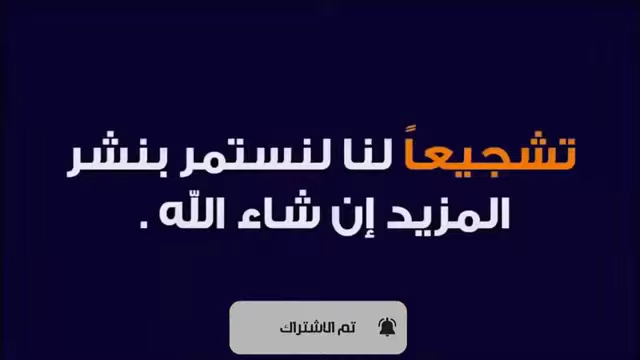 تشجيعاً لنا لنستمر بنشر
المزيد إن شاء الله .
تم الاشتراك